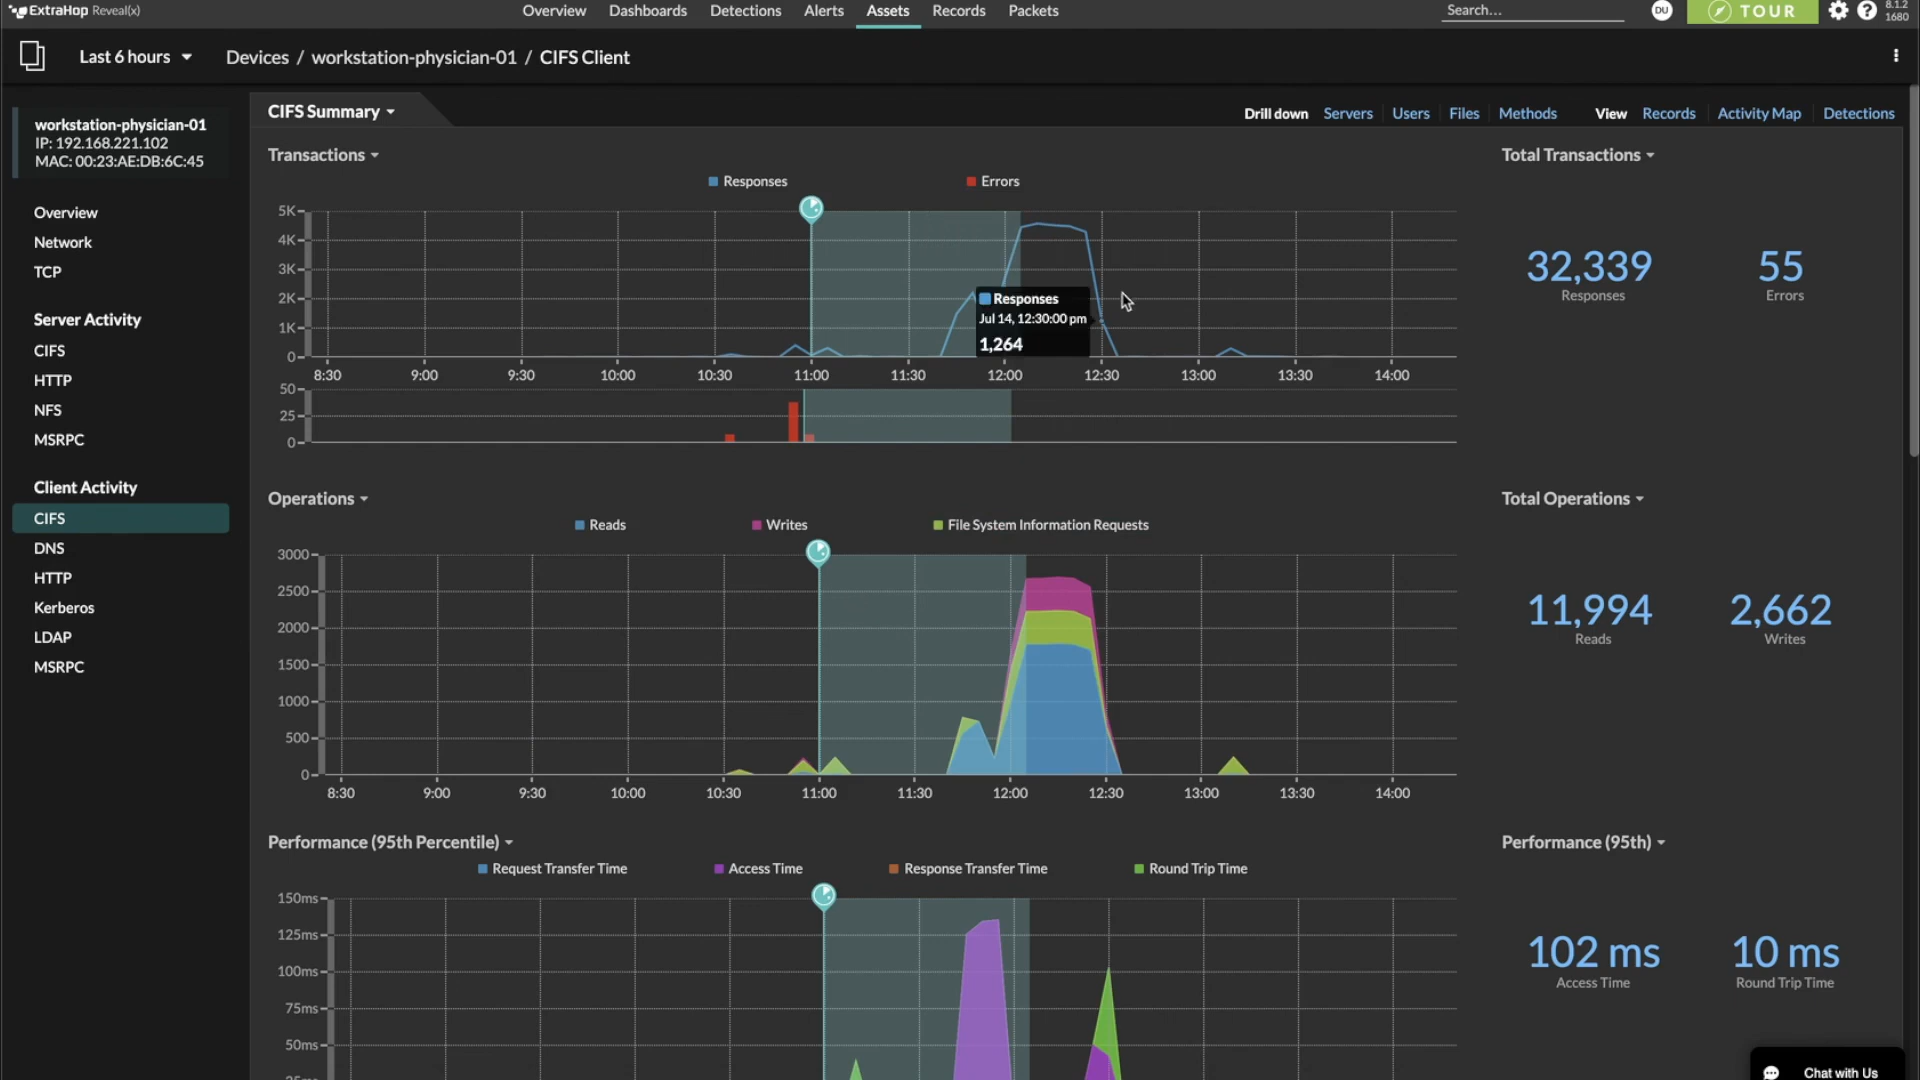 ExtraHop Reveal(x)
Overview Dashboards Detections Alerts Assets Records Packets
Search...
DU
TOUR
8.1.2
1680
Last 6 hours
Devices / workstation-physician-01 / CIFS Client
workstation-physician-01
IP: 192.168.221.102
MAC: 00:23:AE:DB:6C:45
Overview
Network
TCP
Server Activity
CIFS
HTTP
NFS
MSRPC
Client Activity
CIFS
DNS
HTTP
Kerberos
LDAP
MSRPC
CIFS Summary
Drill down Servers Users Files Methods View Records Activity Map Detections
Transactions
Responses Errors
5K
4K
3K
2K
1K
0
Responses
Jul 14, 12:30:00 pm
1,264
8:30 9:00 9:30 10:00 10:30 11:00 11:30 12:00 12:30 13:00 13:30 14:00
50
25
0
Total Transactions
32,339 55
Responses Errors
Operations
Reads Writes File System Information Requests
3000
2500
2000
1500
1000
500
0
8:30 9:00 9:30 10:00 10:30 11:00 11:30 12:00 12:30 13:00 13:30 14:00
Total Operations
11,994 2,662
Reads Writes
Performance (95th Percentile)
Request Transfer Time Access Time Response Transfer Time Round Trip Time
150ms
125ms
100ms
75ms
50ms
Performance (95th)
102 ms 10 ms
Access Time Round Trip Time
Chat with Us